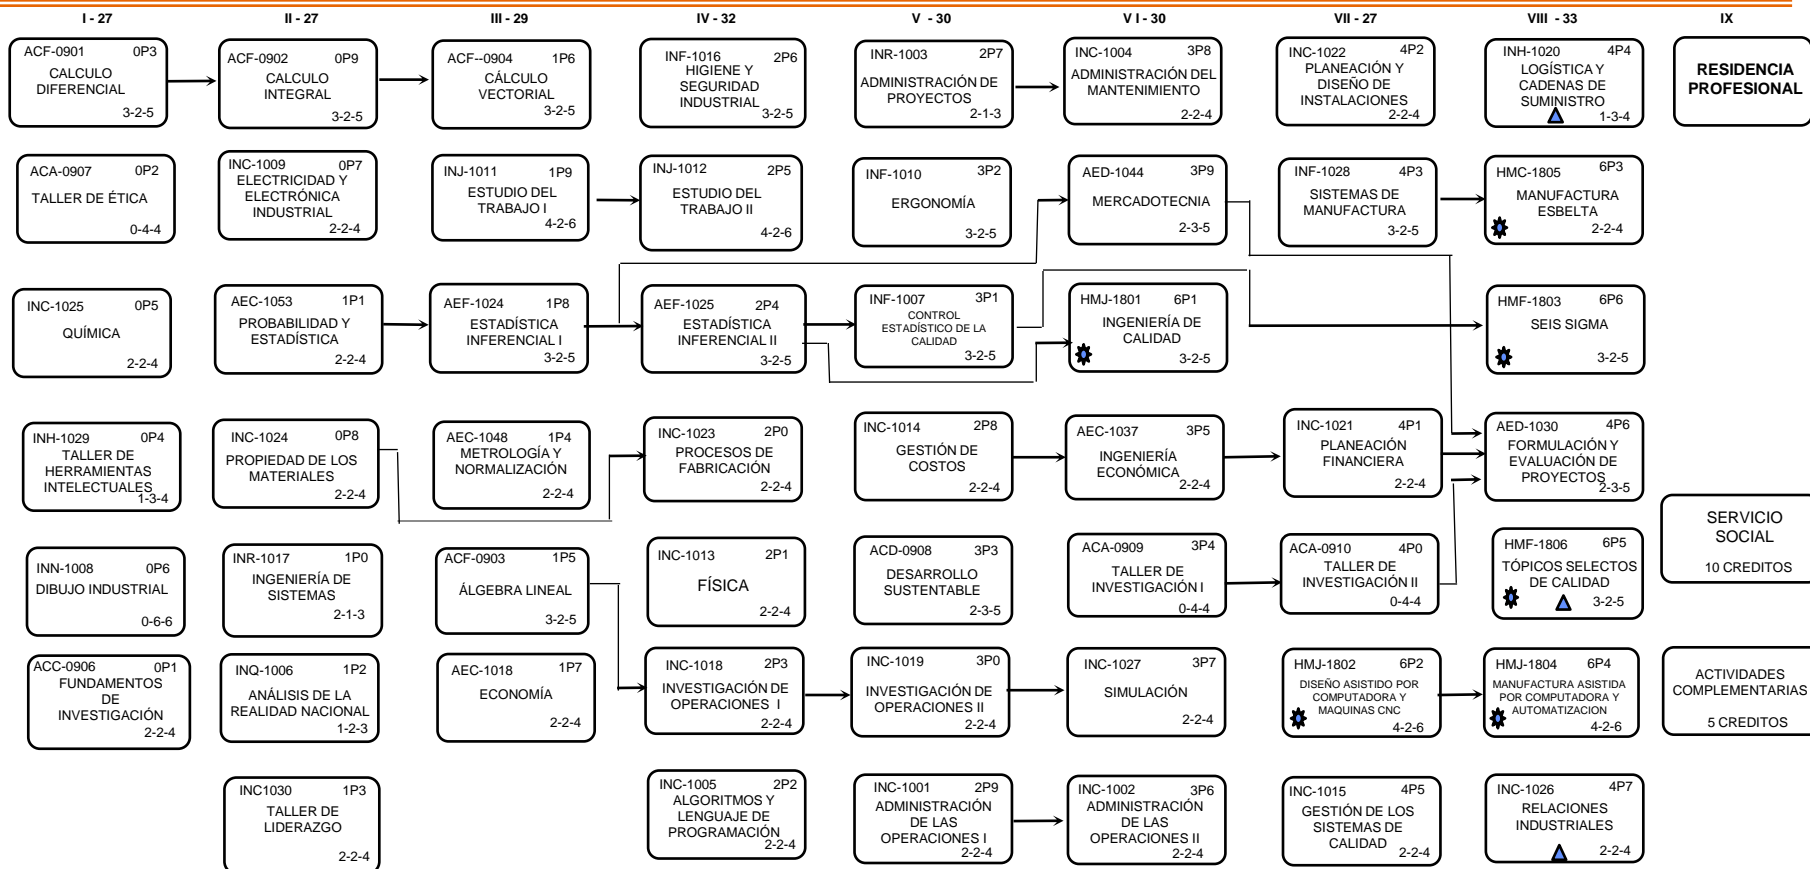 I - 27
II - 27
III - 29
IV - 32
V - 30
V I - 30
VII - 27
VIII - 33
IX
ACF-0901 0P3
CALCULO
DIFERENCIAL
3-2-5
ACF-0902 0P9
CALCULO
INTEGRAL
3-2-5
ACF--0904 1P6
CÁLCULO
VECTORIAL
3-2-5
INF-1016 2P6
HIGIENE Y
SEGURIDAD
INDUSTRIAL
3-2-5
INR-1003 2P7
ADMINISTRACIÓN DE
PROYECTOS
2-1-3
INC-1004 3P8
ADMINISTRACIÓN DEL
MANTENIMIENTO
2-2-4
INC-1022 4P2
PLANEACIÓN Y
DISEÑO DE
INSTALACIONES
2-2-4
INH-1020 4P4
LOGÍSTICA Y
CADENAS DE
SUMINISTRO
1-3-4
RESIDENCIA
PROFESIONAL
ACA-0907 0P2
TALLER DE ÉTICA
0-4-4
INC-1009 0P7
ELECTRICIDAD Y
ELECTRÓNICA
INDUSTRIAL
2-2-4
INJ-1011 1P9
ESTUDIO DEL
TRABAJO I
4-2-6
INJ-1012 2P5
ESTUDIO DEL
TRABAJO II
4-2-6
INF-1010 3P2
ERGONOMÍA
3-2-5
AED-1044 3P9
MERCADOTECNIA
2-3-5
INF-1028 4P3
SISTEMAS DE
MANUFACTURA
3-2-5
HMC-1805 6P3
MANUFACTURA
ESBELTA
2-2-4
INC-1025 0P5
QUÍMICA
2-2-4
AEC-1053 1P1
PROBABILIDAD Y
ESTADÍSTICA
2-2-4
AEF-1024 1P8
ESTADÍSTICA
INFERENCIAL I
3-2-5
AEF-1025 2P4
ESTADÍSTICA
INFERENCIAL II
3-2-5
INF-1007 3P1
CONTROL
ESTADÍSTICO DE LA
CALIDAD
3-2-5
HMJ-1801 6P1
INGENIERÍA DE
CALIDAD
3-2-5
HMF-1803 6P6
SEIS SIGMA
3-2-5
INH-1029 0P4
TALLER DE
HERRAMIENTAS
INTELECTUALES
1-3-4
INC-1024 0P8
PROPIEDAD DE LOS
MATERIALES
2-2-4
AEC-1048 1P4
METROLOGÍA Y
NORMALIZACIÓN
2-2-4
INC-1023 2P0
PROCESOS DE
FABRICACIÓN
2-2-4
INC-1014 2P8
GESTIÓN DE
COSTOS
2-2-4
AEC-1037 3P5
INGENIERÍA
ECONÓMICA
2-2-4
INC-1021 4P1
PLANEACIÓN
FINANCIERA
2-2-4
AED-1030 4P6
FORMULACIÓN Y
EVALUACIÓN DE
PROYECTOS
2-3-5
SERVICIO
SOCIAL
10 CREDITOS
INN-1008 0P6
DIBUJO INDUSTRIAL
0-6-6
INR-1017 1P0
INGENIERÍA DE
SISTEMAS
2-1-3
ACF-0903 1P5
ÁLGEBRA LINEAL
3-2-5
INC-1013 2P1
FÍSICA
2-2-4
ACD-0908 3P3
DESARROLLO
SUSTENTABLE
2-3-5
ACA-0909 3P4
TALLER DE
INVESTIGACIÓN I
0-4-4
ACA-0910 4P0
TALLER DE
INVESTIGACIÓN II
0-4-4
HMF-1806 6P5
TÓPICOS SELECTOS
DE CALIDAD
3-2-5
ACC-0906 0P1
FUNDAMENTOS
DE
INVESTIGACIÓN
2-2-4
INQ-1006 1P2
ANÁLISIS DE LA
REALIDAD NACIONAL
1-2-3
AEC-1018 1P7
ECONOMÍA
2-2-4
INC-1018 2P3
INVESTIGACIÓN DE
OPERACIONES I
2-2-4
INC-1019 3P0
INVESTIGACIÓN DE
OPERACIONES II
2-2-4
INC-1027 3P7
SIMULACIÓN
2-2-4
HMJ-1802 6P2
DISEÑO ASISTIDO POR
COMPUTADORA Y
MAQUINAS CNC
4-2-6
HMJ-1804 6P4
MANUFACTURA ASISTIDA
POR COMPUTADORA Y
AUTOMATIZACION
4-2-6
ACTIVIDADES
COMPLEMENTARIAS
5 CREDITOS
INC1030 1P3
TALLER DE
LIDERAZGO
2-2-4
INC-1005 2P2
ALGORITMOS Y
LENGUAJE DE
PROGRAMACIÓN
2-2-4
INC-1001 2P9
ADMINISTRACIÓN
DE LAS
OPERACIONES I
2-2-4
INC-1002 3P6
ADMINISTRACIÓN
DE LAS
OPERACIONES II
2-2-4
INC-1015 4P5
GESTIÓN DE LOS
SISTEMAS DE
CALIDAD
2-2-4
INC-1026 4P7
RELACIONES
INDUSTRIALES
2-2-4